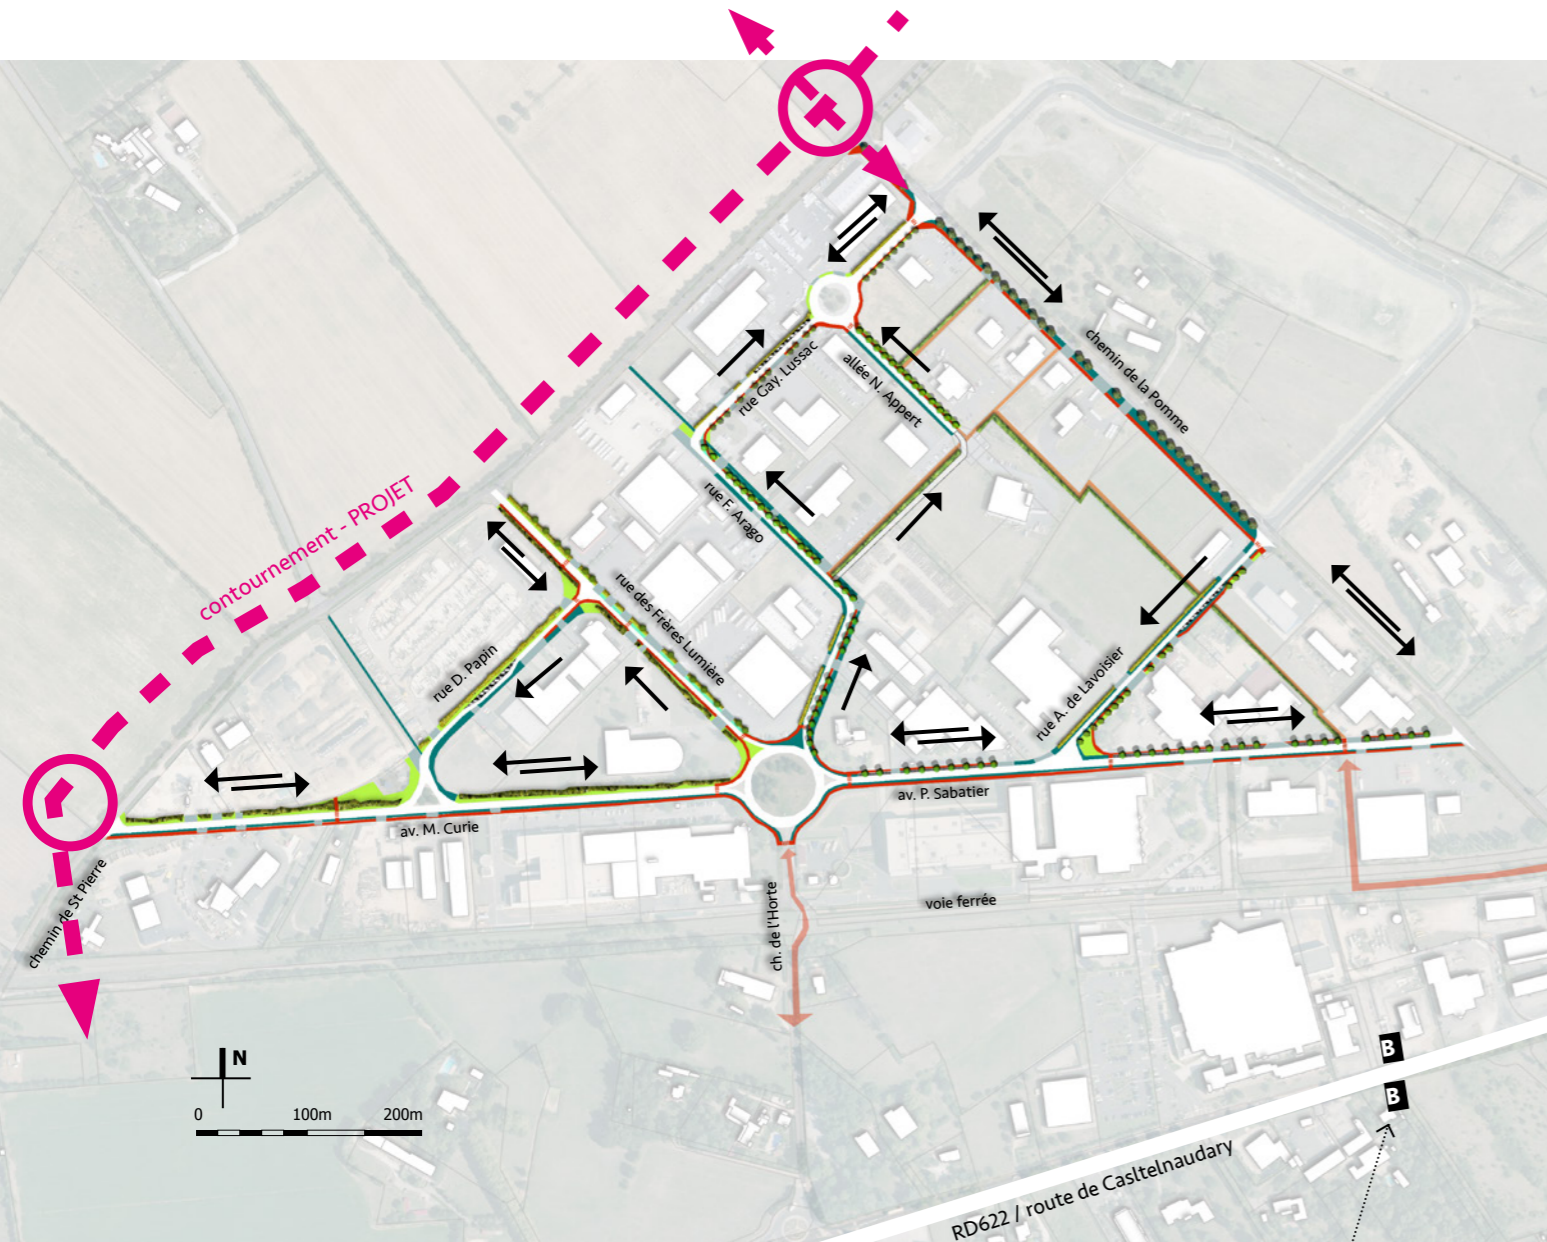 chemin de la Pomme
rue Gay. Lussac
allée N. Appert
rue F. Arago
contournement - PROJET
rue des Frères Lumière
rue D. Papin
rue A. de Lavoisier
av. P. Sabatier
av. M. Curie
chemin de St Pierre
ch. de l'Horte
voie ferrée
N
0 100m 200m
B
B
RD622 / route de Casltelnaudary